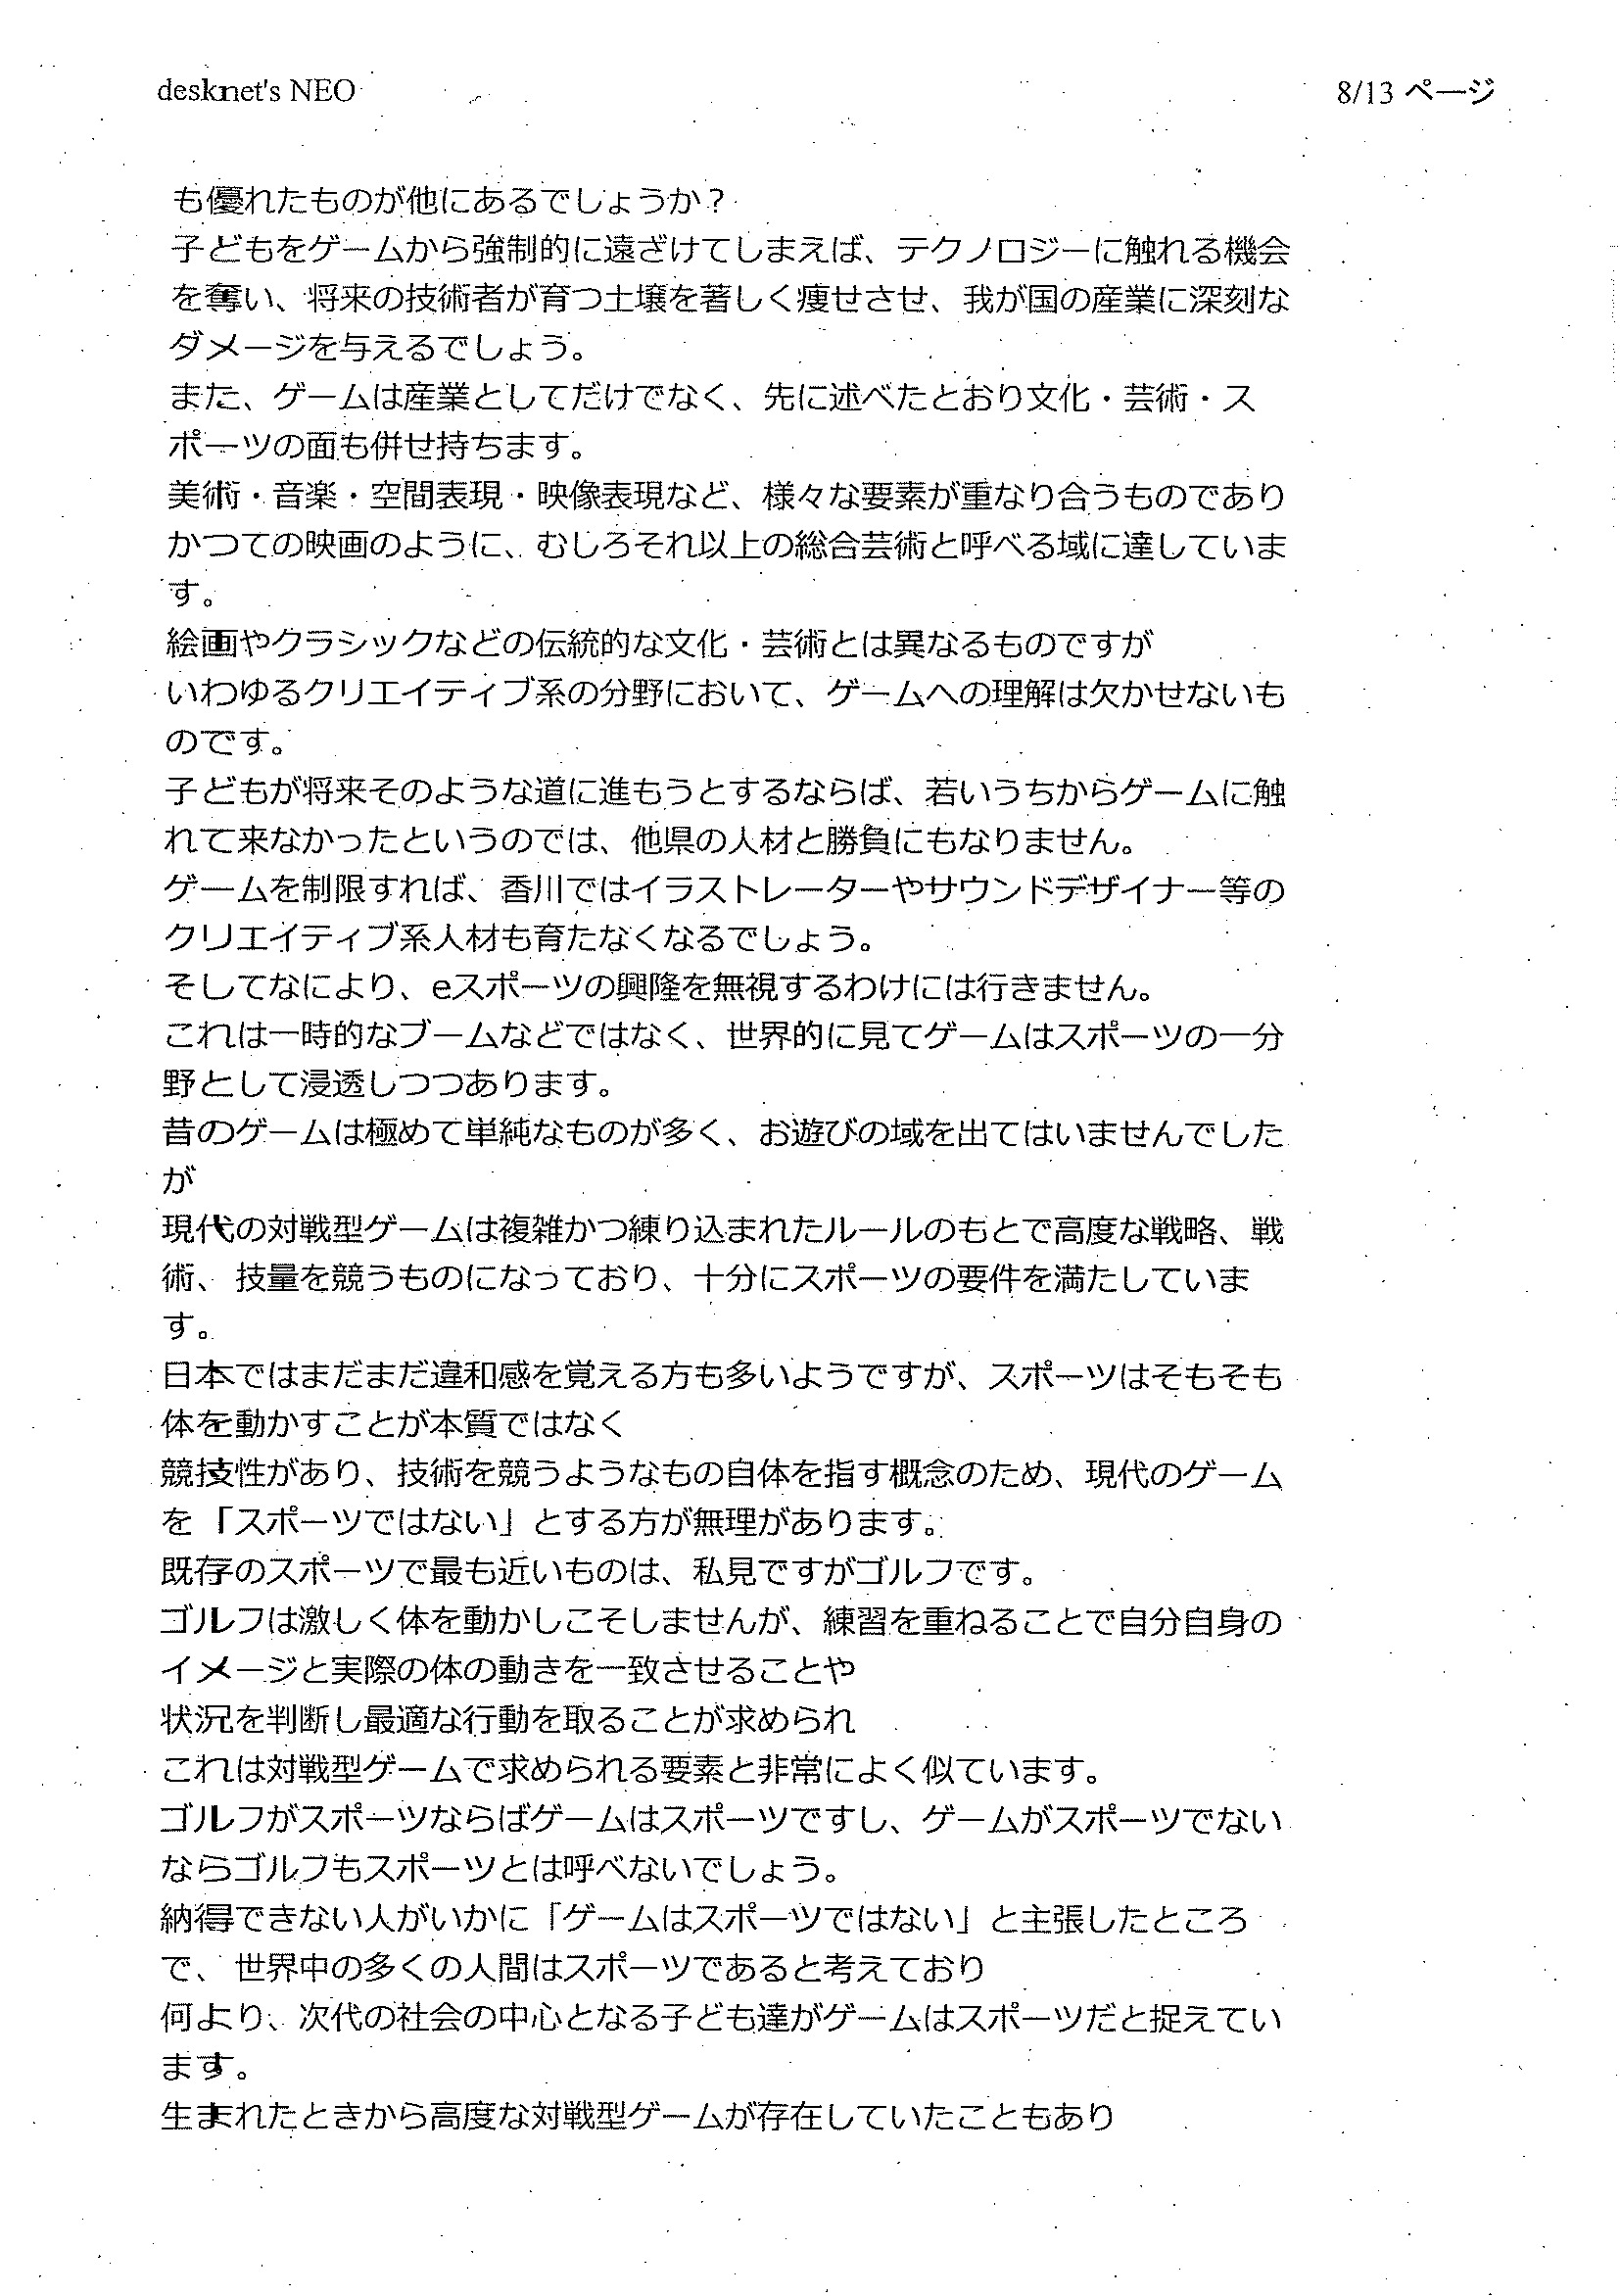 desknet's NEO
8/13 ページ
も優れたものが他にあるでしょうか？
子どもをゲームから強制的に遠ざけてしまえば、テクノロジーに触れる機会
を奪い、将来の技術者が育つ土壌を著しく痩せさせ、我が国の産業に深刻な
ダメージを与えるでしょう。
また、ゲームは産業としてだけでなく、先に述べたとおり文化・芸術・ス
ポーツの面も併せ持ちます。
美術・音楽・空間表現・映像表現など、様々な要素が重なり合うものであり
かつての映画のように、むしろそれ以上の総合芸術と呼べる域に達していま
す。
絵画やクラシックなどの伝統的な文化・芸術とは異なるものですが
いわゆるクリエイティブ系の分野において、ゲームへの理解は欠かせないも
のです。
子どもが将来そのような道に進もうとするならば、若いうちからゲームに触
れて来なかったというのでは、他県の人材と勝負にもなりません。
ゲームを制限すれば、香川ではイラストレーターやサウンドデザイナー等の
クリエイティブ系人材も育たなくなるでしょう。
そしてなにより、eスポーツの興隆を無視するわけには行きません。
これは一時的なブームなどではなく、世界的に見てゲームはスポーツの一分
野として浸透しつつあります。
昔のゲームは極めて単純なものが多く、お遊びの域を出てはいませんでした
が
現代の対戦型ゲームは複雑かつ練り込まれたルールのもとで高度な戦略、戦
術、技量を競うものになっており、十分にスポーツの要件を満たしていま
す。
日本ではまだまだ違和感を覚える方も多いようですが、スポーツはそもそも
体を動かすことが本質ではなく
競技性があり、技術を競うようなもの自体を指す概念のため、現代のゲーム
を「スポーツではない」とする方が無理があります。
既存のスポーツで最も近いものは、私見ですがゴルフです。
ゴルフは激しく体を動かしこそしませんが、練習を重ねることで自分自身の
イメージと実際の体の動きを一致させることや
状況を判断し最適な行動を取ることが求められ
これは対戦型ゲームで求められる要素と非常によく似ています。
ゴルフがスポーツならばゲームはスポーツですし、ゲームがスポーツでない
ならゴルフもスポーツとは呼べないでしょう。
納得できない人がいかに「ゲームはスポーツではない」と主張したところ
で、世界中の多くの人間はスポーツであると考えており
何より、次代の社会の中心となる子ども達がゲームはスポーツだと捉えてい
ます。
生まれたときから高度な対戦型ゲームが存在していたこともあり